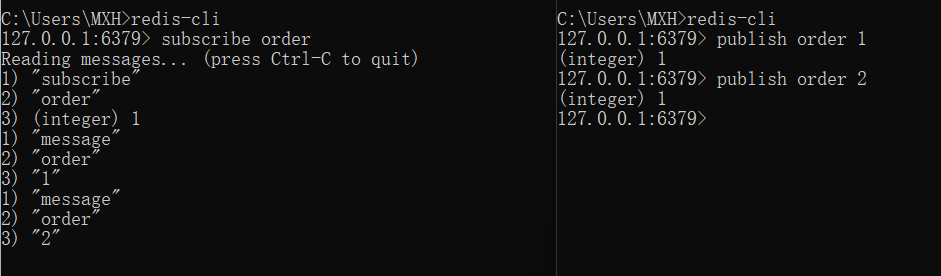 C:\Users\MXH>redis-cli
127.0.0.1:6379> subscribe order
Reading messages... (press Ctrl-C to quit)
1) "subscribe"
2) "order"
3) (integer) 1
1) "message"
2) "order"
3) "1"
1) "message"
2) "order"
3) "2"
C:\Users\MXH>redis-cli
127.0.0.1:6379> publish order 1
(integer) 1
127.0.0.1:6379> publish order 2
(integer) 1
127.0.0.1:6379>